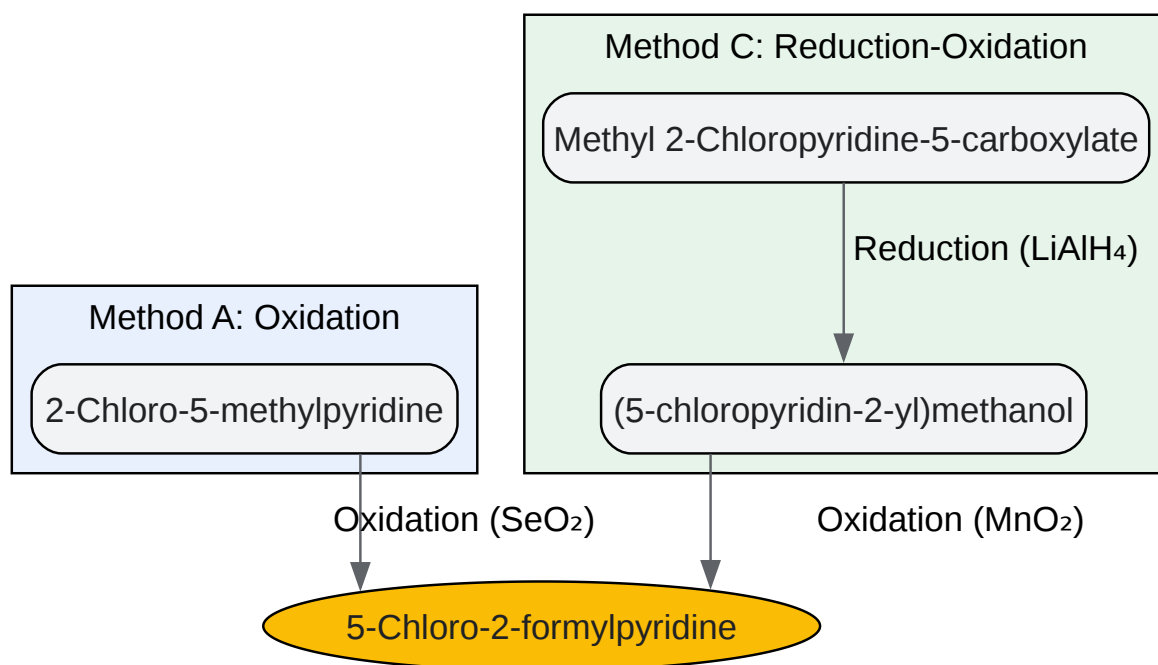 Method C: Reduction-Oxidation
Methyl 2-Chloropyridine-5-carboxylate
Reduction (LiAlH₄)
Method A: Oxidation
2-Chloro-5-methylpyridine
(5-chloropyridin-2-yl)methanol
Oxidation (SeO₂)
Oxidation (MnO₂)
5-Chloro-2-formylpyridine